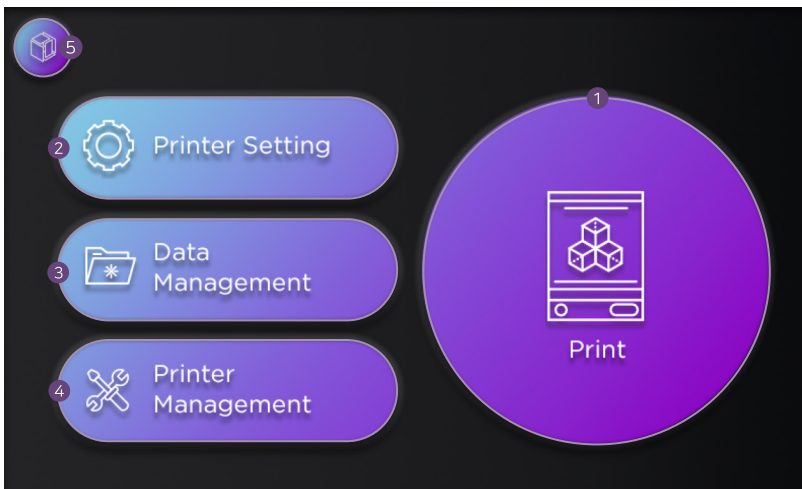 5
1
2
Printer Setting
3
Data
Management
4
Printer
Management
Print